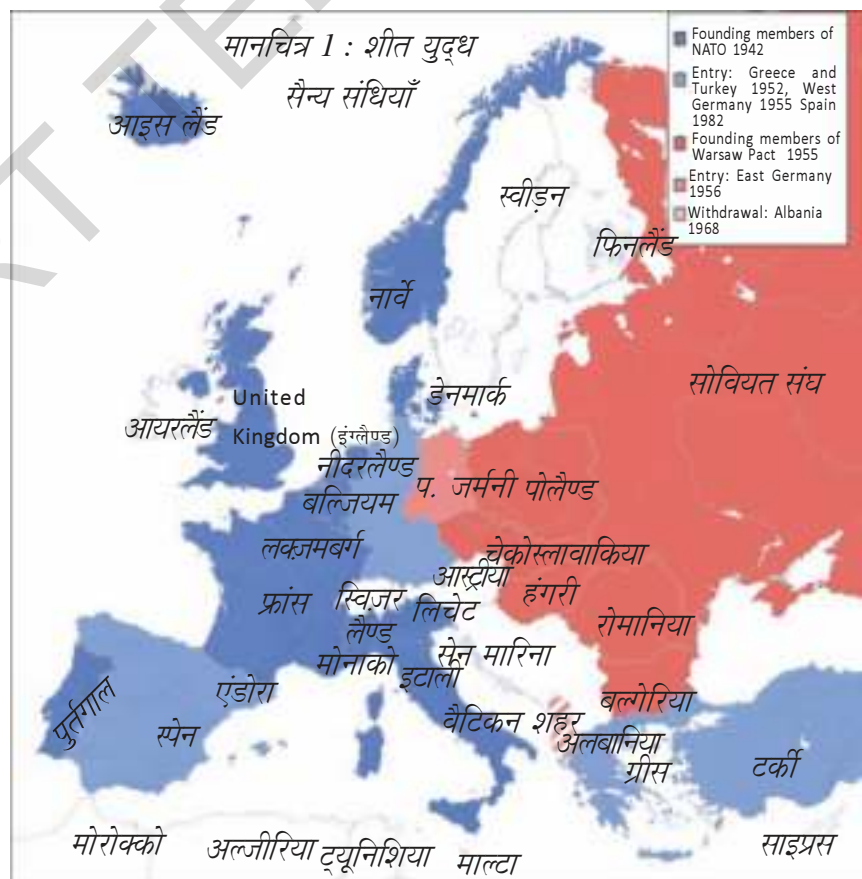 मानचित्र 1 : शीत युद्ध
सैन्य संधियाँ
Founding members of
NATO 1942
Entry: Greece and
Turkey 1952, West
Germany 1955 Spain
1982
Founding members of
Warsaw Pact 1955
Entry: East Germany
1956
Withdrawal: Albania
1968
आइस लैंड
स्वीड़न
फिनलैंड
नार्वे
सोवियत संघ
डेनमार्क
United
Kingdom (इंग्लैण्ड)
आयरलैंड
नीदरलैण्ड
प. जर्मनी
पोलैण्ड
बल्जियम
लक्ज़मबर्ग
चेकोस्लावाकिया
आस्ट्रीया
हंगरी
फ्रांस
स्विज़र
लैण्ड
लिचेट
रोमानिया
मोनाको
सेन मारिना
इटाली
एंडोरा
पुर्तगाल
स्पेन
वैटिकन शहर
बल्गेरिया
अलबानिया
ग्रीस
टर्की
मोरोक्को
अल्जीरिया
ट्यूनिशिया
माल्टा
साइप्रस